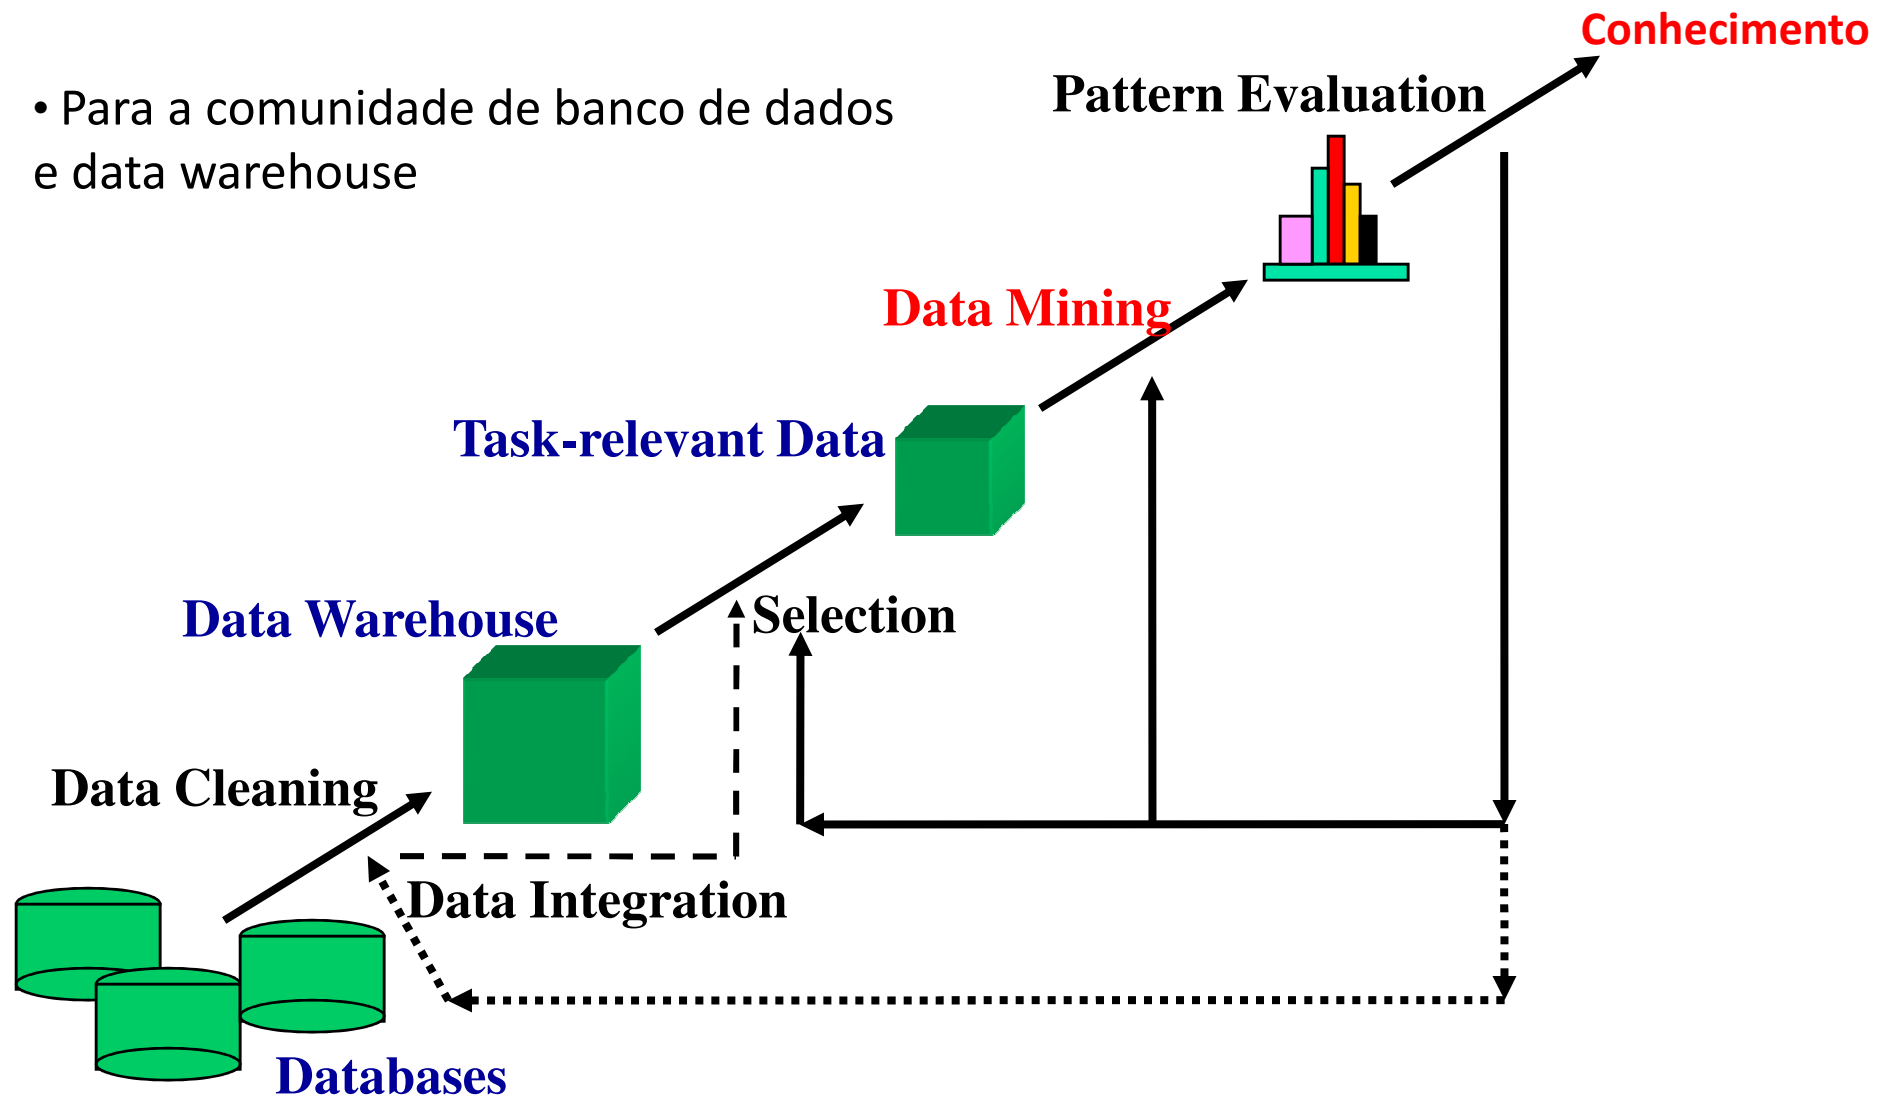 Conhecimento
Pattern Evaluation
• Para a comunidade de banco de dados
e data warehouse
Data Mining
Task-relevant Data
Selection
Data Warehouse
Data Cleaning
Data Integration
Databases